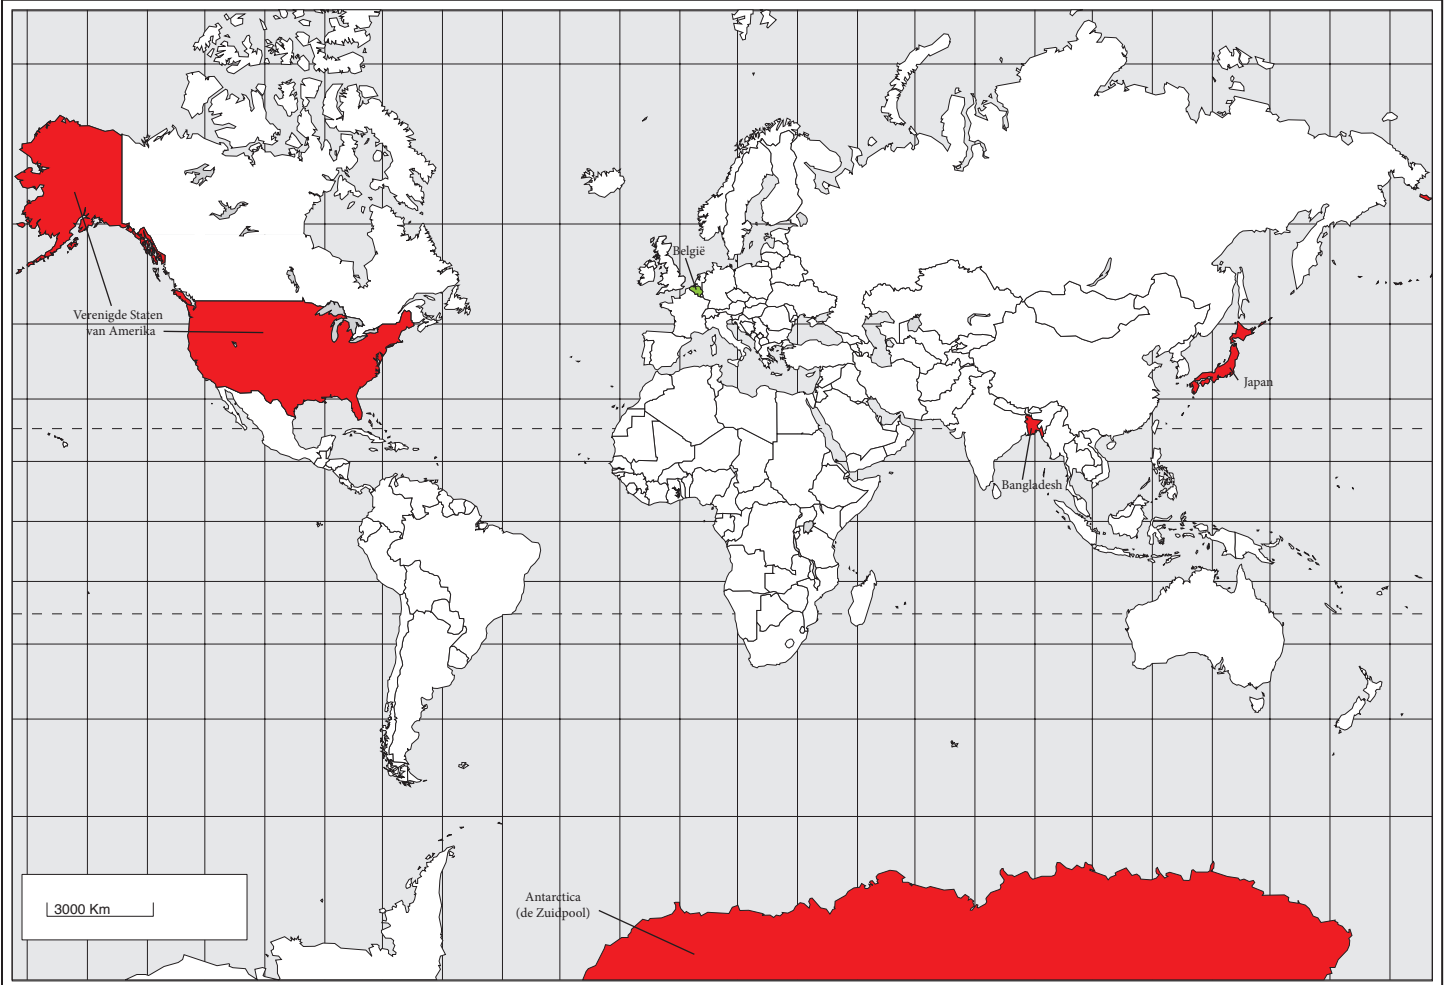 België
Verenigde Staten
van Amerika
Japan
Bangladesh
Antarctica
(de Zuidpool)
3000 Km